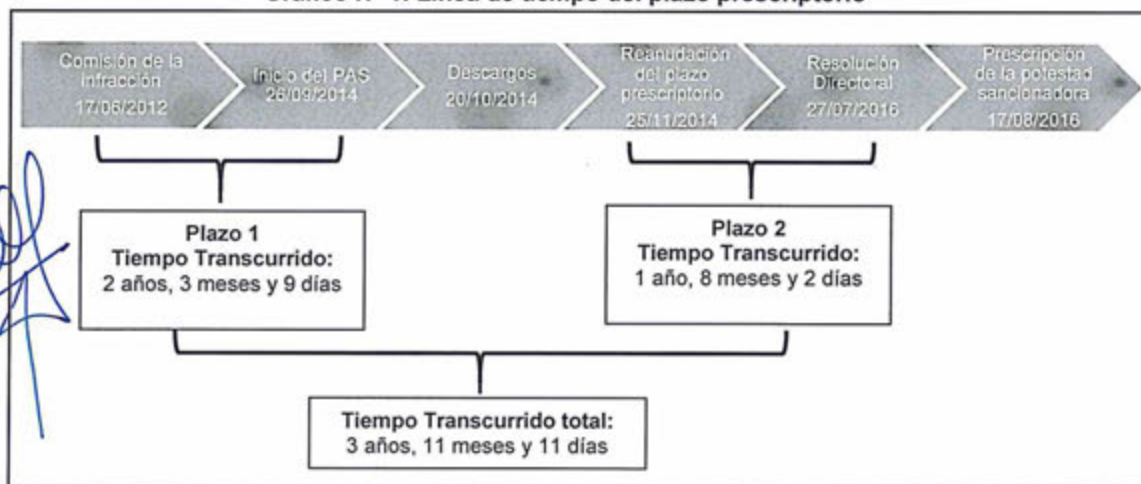 Comisión de la
infracción
17/06/2012
Inicio del PAS
26/09/2014
Descargos
20/10/2014
Reanudación
del plazo
prescriptorio
25/11/2014
Resolución
Directoral
27/07/2016
Prescripción
de la potestad
sancionadora
17/08/2016
Plazo 1
Tiempo Transcurrido:
2 años, 3 meses y 9 días
Plazo 2
Tiempo Transcurrido:
1 año, 8 meses y 2 días
Tiempo Transcurrido total:
3 años, 11 meses y 11 días